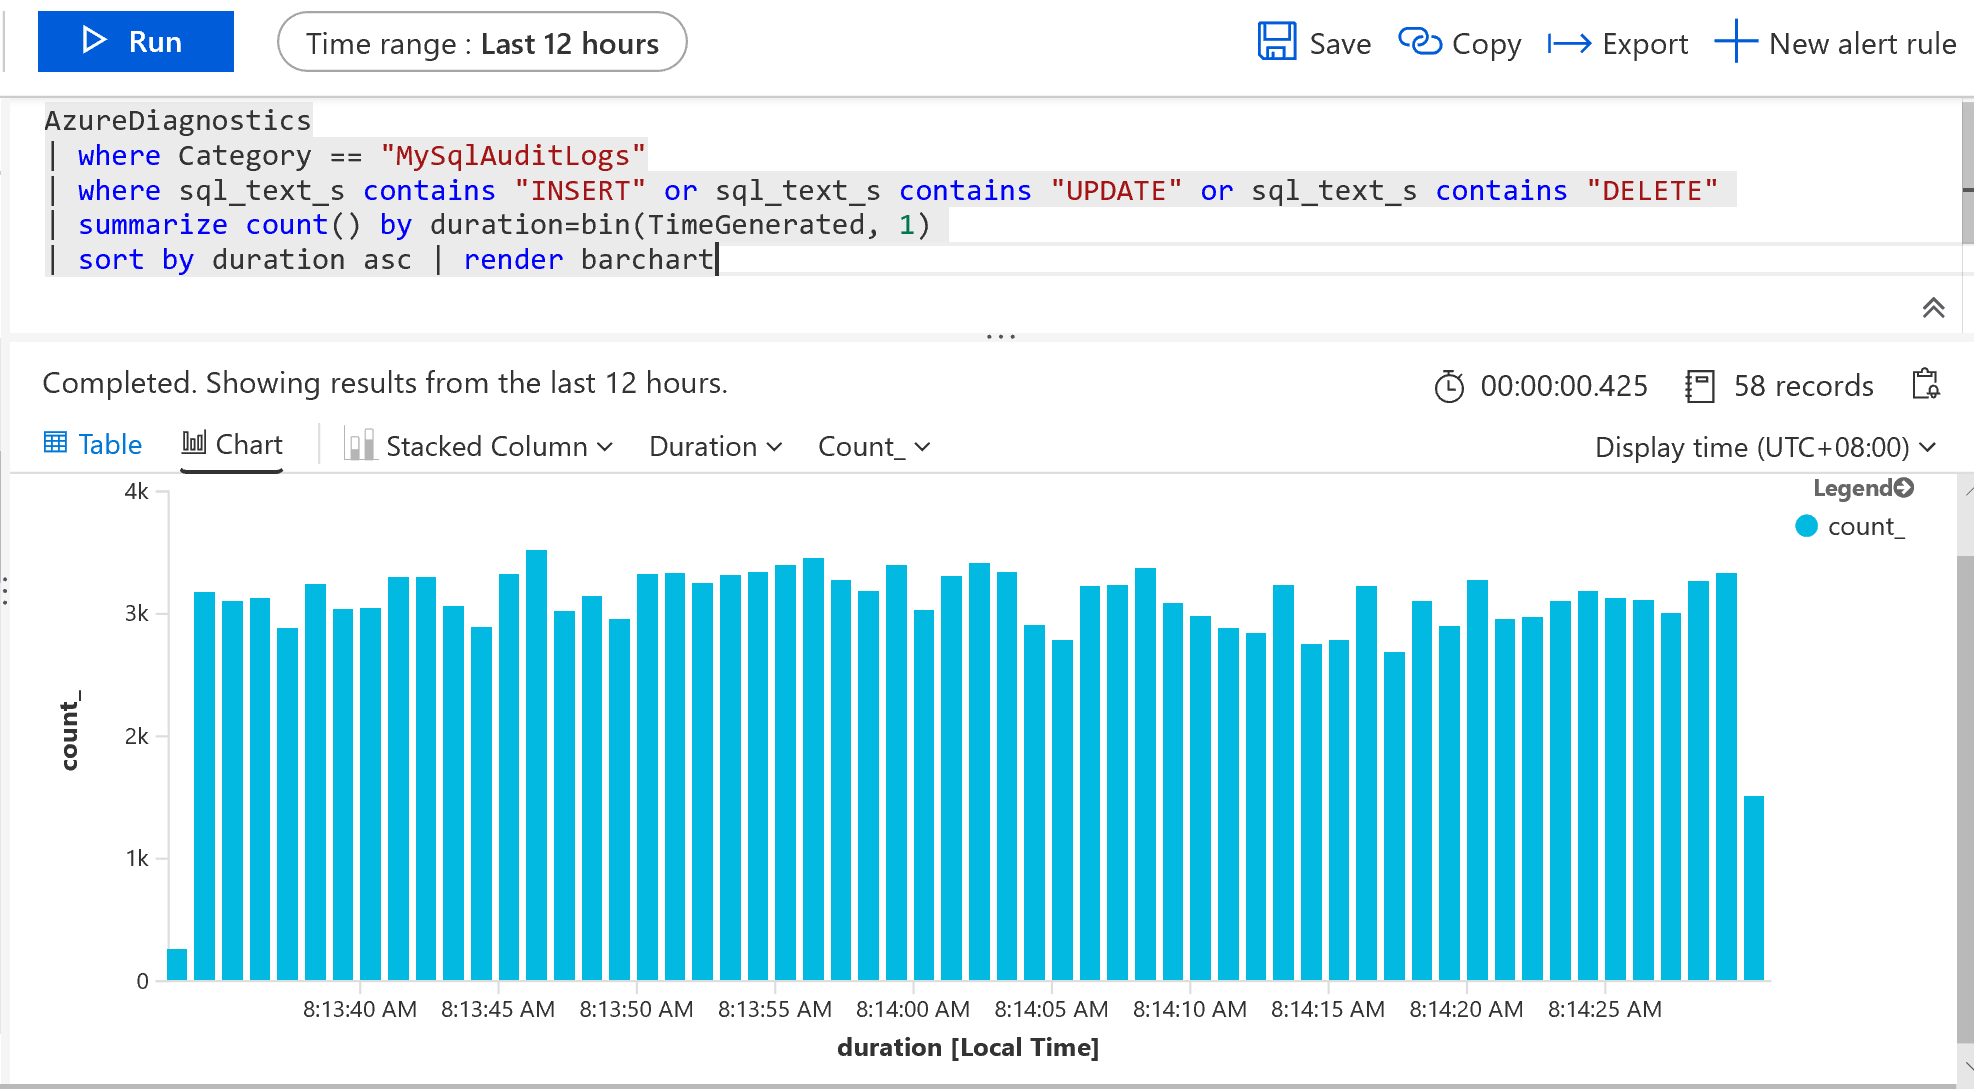 Run
Time range : Last 12 hours
Save
Copy
Export
New alert rule
AzureDiagnostics
| where Category == "MySqlAuditLogs"
| where sql_text_s contains "INSERT" or sql_text_s contains "UPDATE" or sql_text_s contains "DELETE"
| summarize count() by duration=bin(TimeGenerated, 1)
| sort by duration asc | render barchart
Completed. Showing results from the last 12 hours.
00:00:00.425
58 records
Table
Chart
Stacked Column
Duration
Count_
Display time (UTC+08:00)
Legend
count_
4k
3k
2k
1k
0
count_
8:13:40 AM
8:13:45 AM
8:13:50 AM
8:13:55 AM
8:14:00 AM
8:14:05 AM
8:14:10 AM
8:14:15 AM
8:14:20 AM
8:14:25 AM
duration [Local Time]